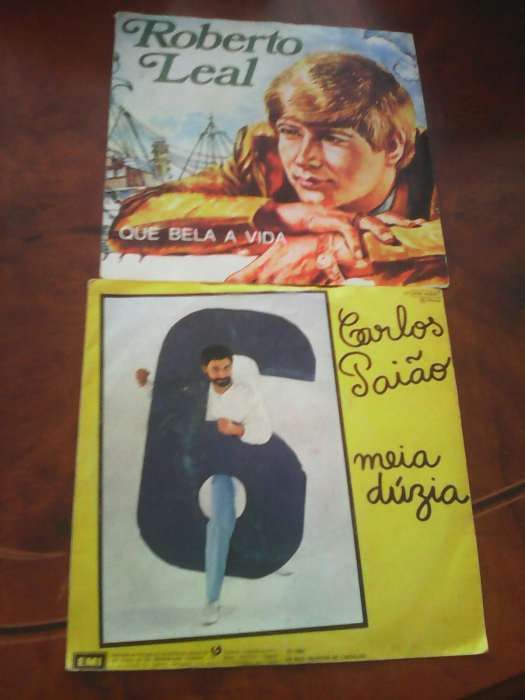 Roberto
Leal
QUE BELA A VIDA
Carlos
Paião
meia
dúzia
6
EMI